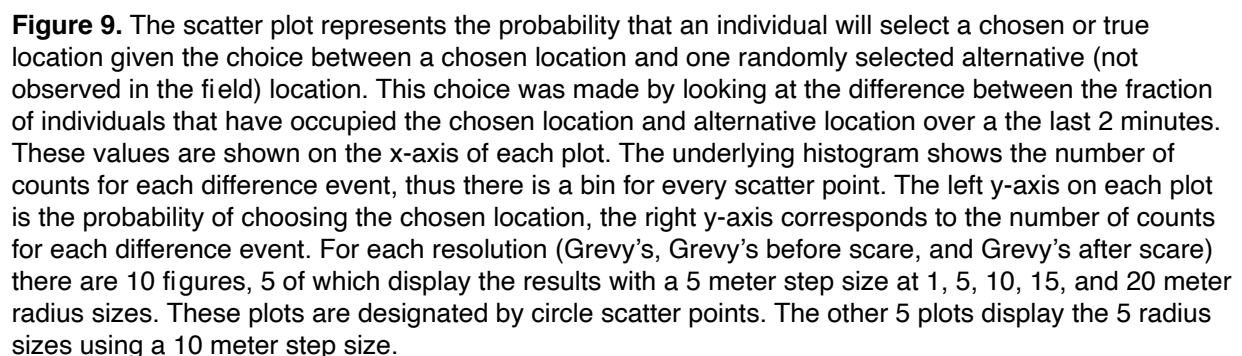 Figure 9. The scatter plot represents the probability that an individual will select a chosen or true
location given the choice between a chosen location and one randomly selected alternative (not
observed in the field) location. This choice was made by looking at the difference between the fraction
of individuals that have occupied the chosen location and alternative location over a the last 2 minutes.
These values are shown on the x-axis of each plot. The underlying histogram shows the number of
counts for each difference event, thus there is a bin for every scatter point. The left y-axis on each plot
is the probability of choosing the chosen location, the right y-axis corresponds to the number of counts
for each difference event. For each resolution (Grevy's, Grevy's before scare, and Grevy's after scare)
there are 10 figures, 5 of which display the results with a 5 meter step size at 1, 5, 10, 15, and 20 meter
radius sizes. These plots are designated by circle scatter points. The other 5 plots display the 5 radius
sizes using a 10 meter step size.